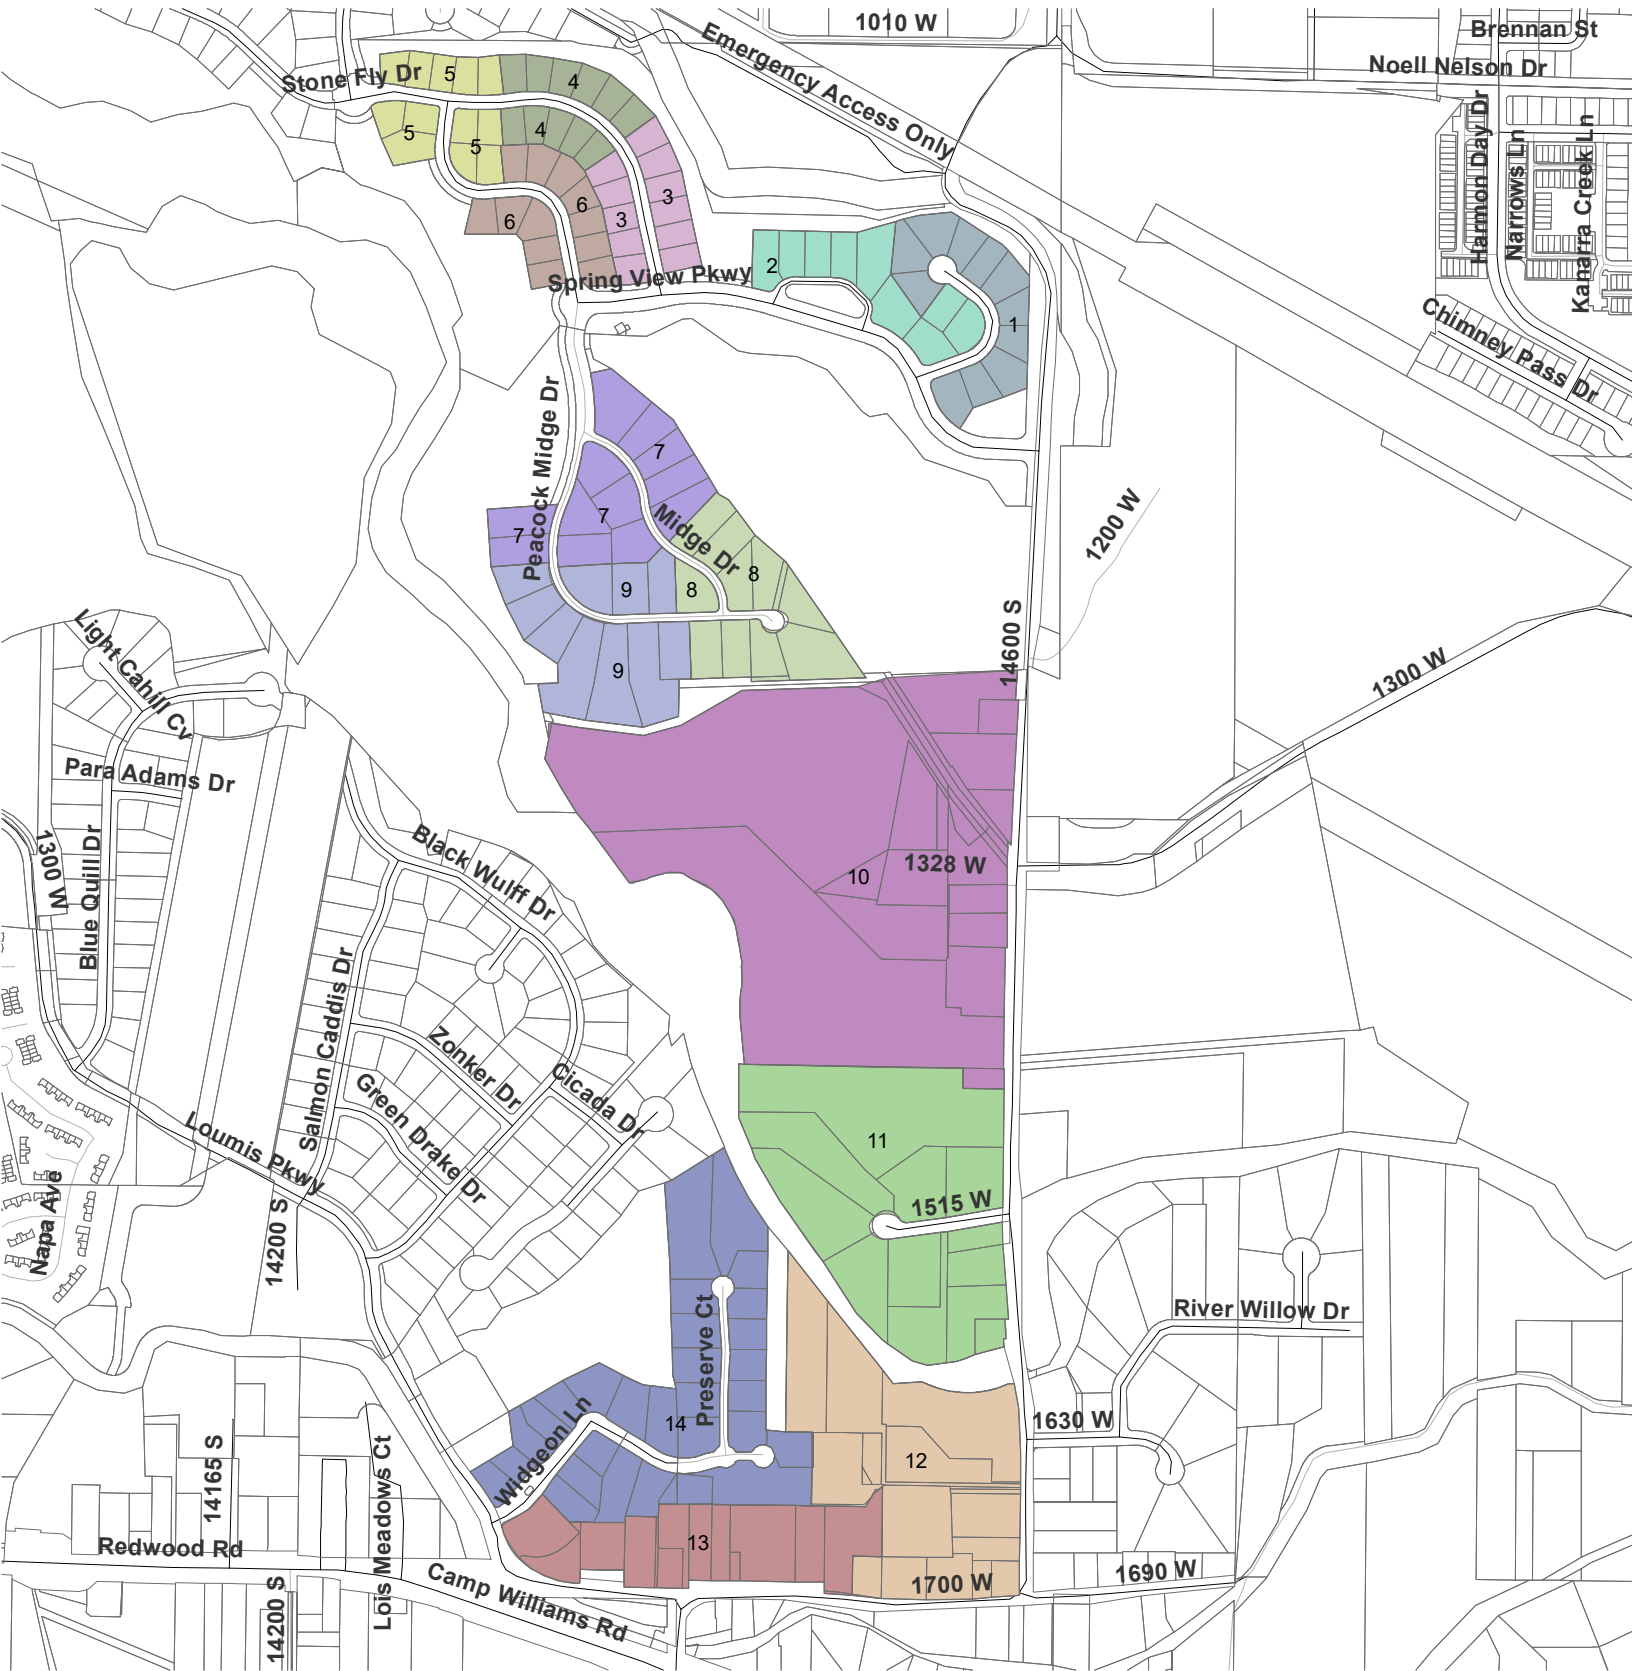 1010 W
Brennan St
Emergency Access Only
Noell Nelson Dr
Stone Fly Dr
5
4
5
5
4
Harmon Day Dr
Narrows Ln
Kanarra Creek Ln
6
6
3
3
Spring View Pkwy
2
1
Chimney Pass Dr
Peacock Midge Dr
7
7
7
Midge Dr
8
8
9
9
1200 W
14600 S
1300 W
Light Cahill Cv
Para Adams Dr
1300 W
Blue Quill Dr
Black Wulff Dr
1328 W
10
Salmon Caddis Dr
Zonker Dr
Cicada Dr
Green Drake Dr
Loumis Pkwy
11
1515 W
Napa Ave
14200 S
River Willow Dr
Preserve Ct
Widgeon Ln
14
1630 W
12
14165 S
Lois Meadows Ct
13
Redwood Rd
Camp Williams Rd
1700 W
1690 W
14200 S